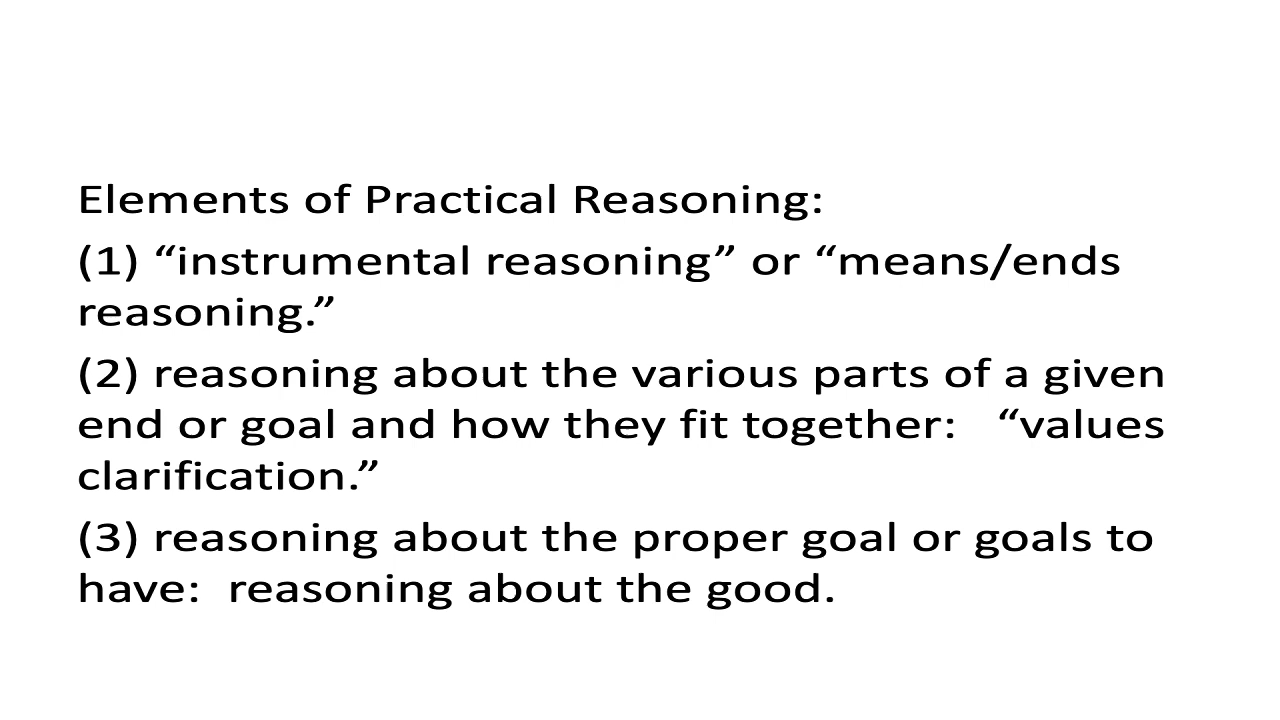 Elements of Practical Reasoning:
(1) “instrumental reasoning” or “means/ends
reasoning.”
(2) reasoning about the various parts of a given
end or goal and how they fit together:   “values
clarification.”
(3) reasoning about the proper goal or goals to
have:  reasoning about the good.